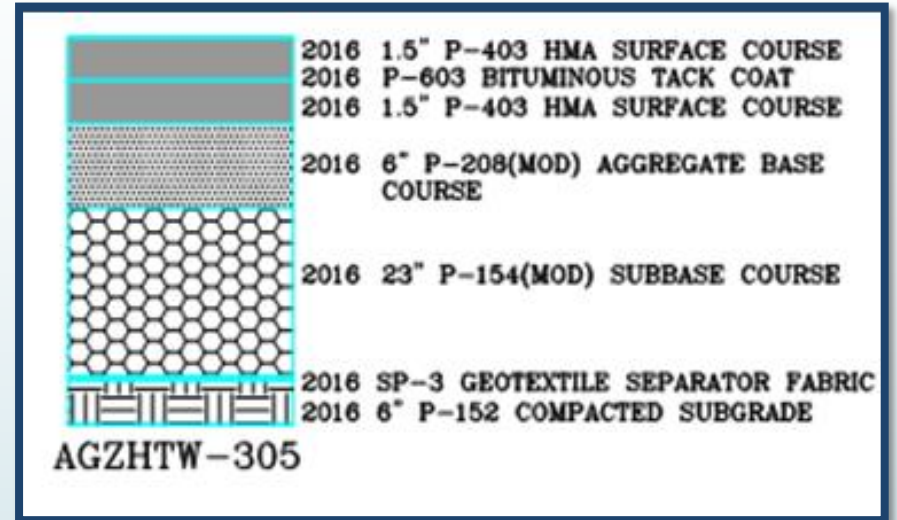 2016 1.5" P-403 HMA SURFACE COURSE
2016 P-603 BITUMINOUS TACK COAT
2016 1.5" P-403 HMA SURFACE COURSE
2016 6" P-208(MOD) AGGREGATE BASE
COURSE
2016 23" P-154(MOD) SUBBASE COURSE
2016 SP-3 GEOTEXTILE SEPARATOR FABRIC
2016 6" P-152 COMPACTED SUBGRADE
AGZHTW-305